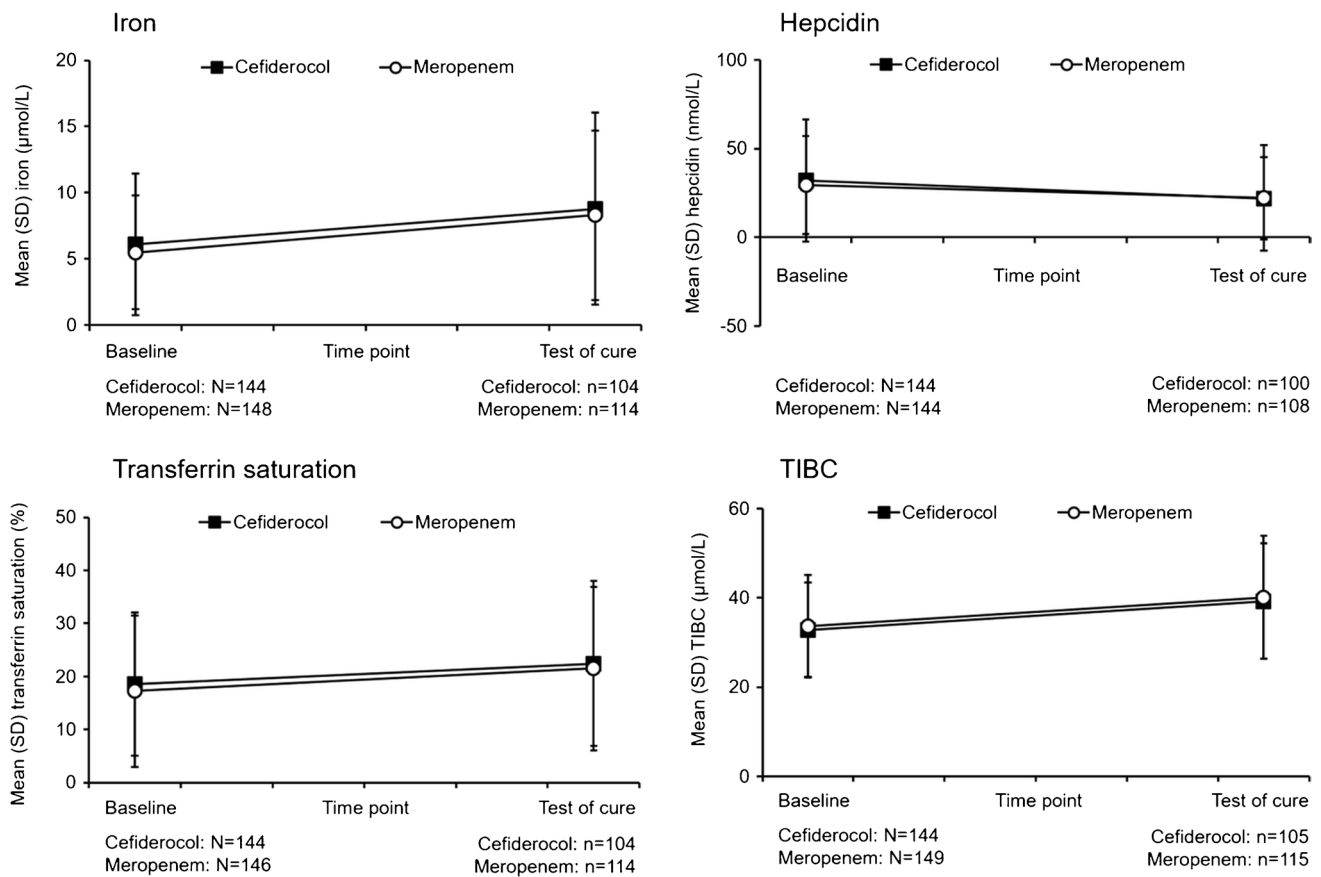 Iron
Cefiderocol Meropenem
Mean (SD) iron (μmol/L)
20
15
10
5
0
Baseline Time point Test of cure
Cefiderocol: N=144 Cefiderocol: n=104
Meropenem: N=148 Meropenem: n=114
Hepcidin
Cefiderocol Meropenem
Mean (SD) hepcidin (nmol/L)
100
50
0
-50
Baseline Time point Test of cure
Cefiderocol: N=144 Cefiderocol: n=100
Meropenem: N=144 Meropenem: n=108
Transferrin saturation
Cefiderocol Meropenem
Mean (SD) transferrin saturation (%)
50
40
30
20
10
0
Baseline Time point Test of cure
Cefiderocol: N=144 Cefiderocol: n=104
Meropenem: N=146 Meropenem: n=114
TIBC
Cefiderocol Meropenem
Mean (SD) TIBC (μmol/L)
60
40
20
0
Baseline Time point Test of cure
Cefiderocol: N=144 Cefiderocol: n=105
Meropenem: N=149 Meropenem: n=115